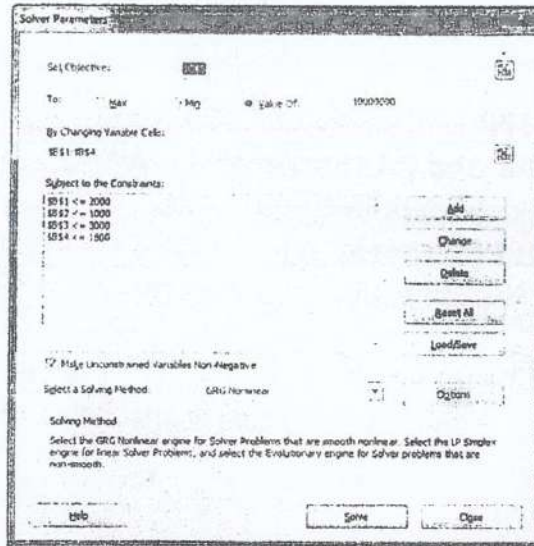 Solver Parameters
Set Objective:
To: Max Min Value Of: 10000000
By Changing Variable Cells:
$B$1:$B$4
Subject to the Constraints:
$B$1 <= 2000
$B$2 <= 1000
$B$3 <= 3000
Add
Change
Delete
Reset All
Load/Save
Make Unconstrained Variables Non-Negative
Select a Solving Method: GRG Nonlinear
Options
Solving Method
Select the GRG Nonlinear engine for Solver Problems that are smooth nonlinear. Select the LP Simplex
engine for linear Solver Problems, and select the Evolutionary engine for Solver problems that are
non-smooth.
Help
Solve
Close